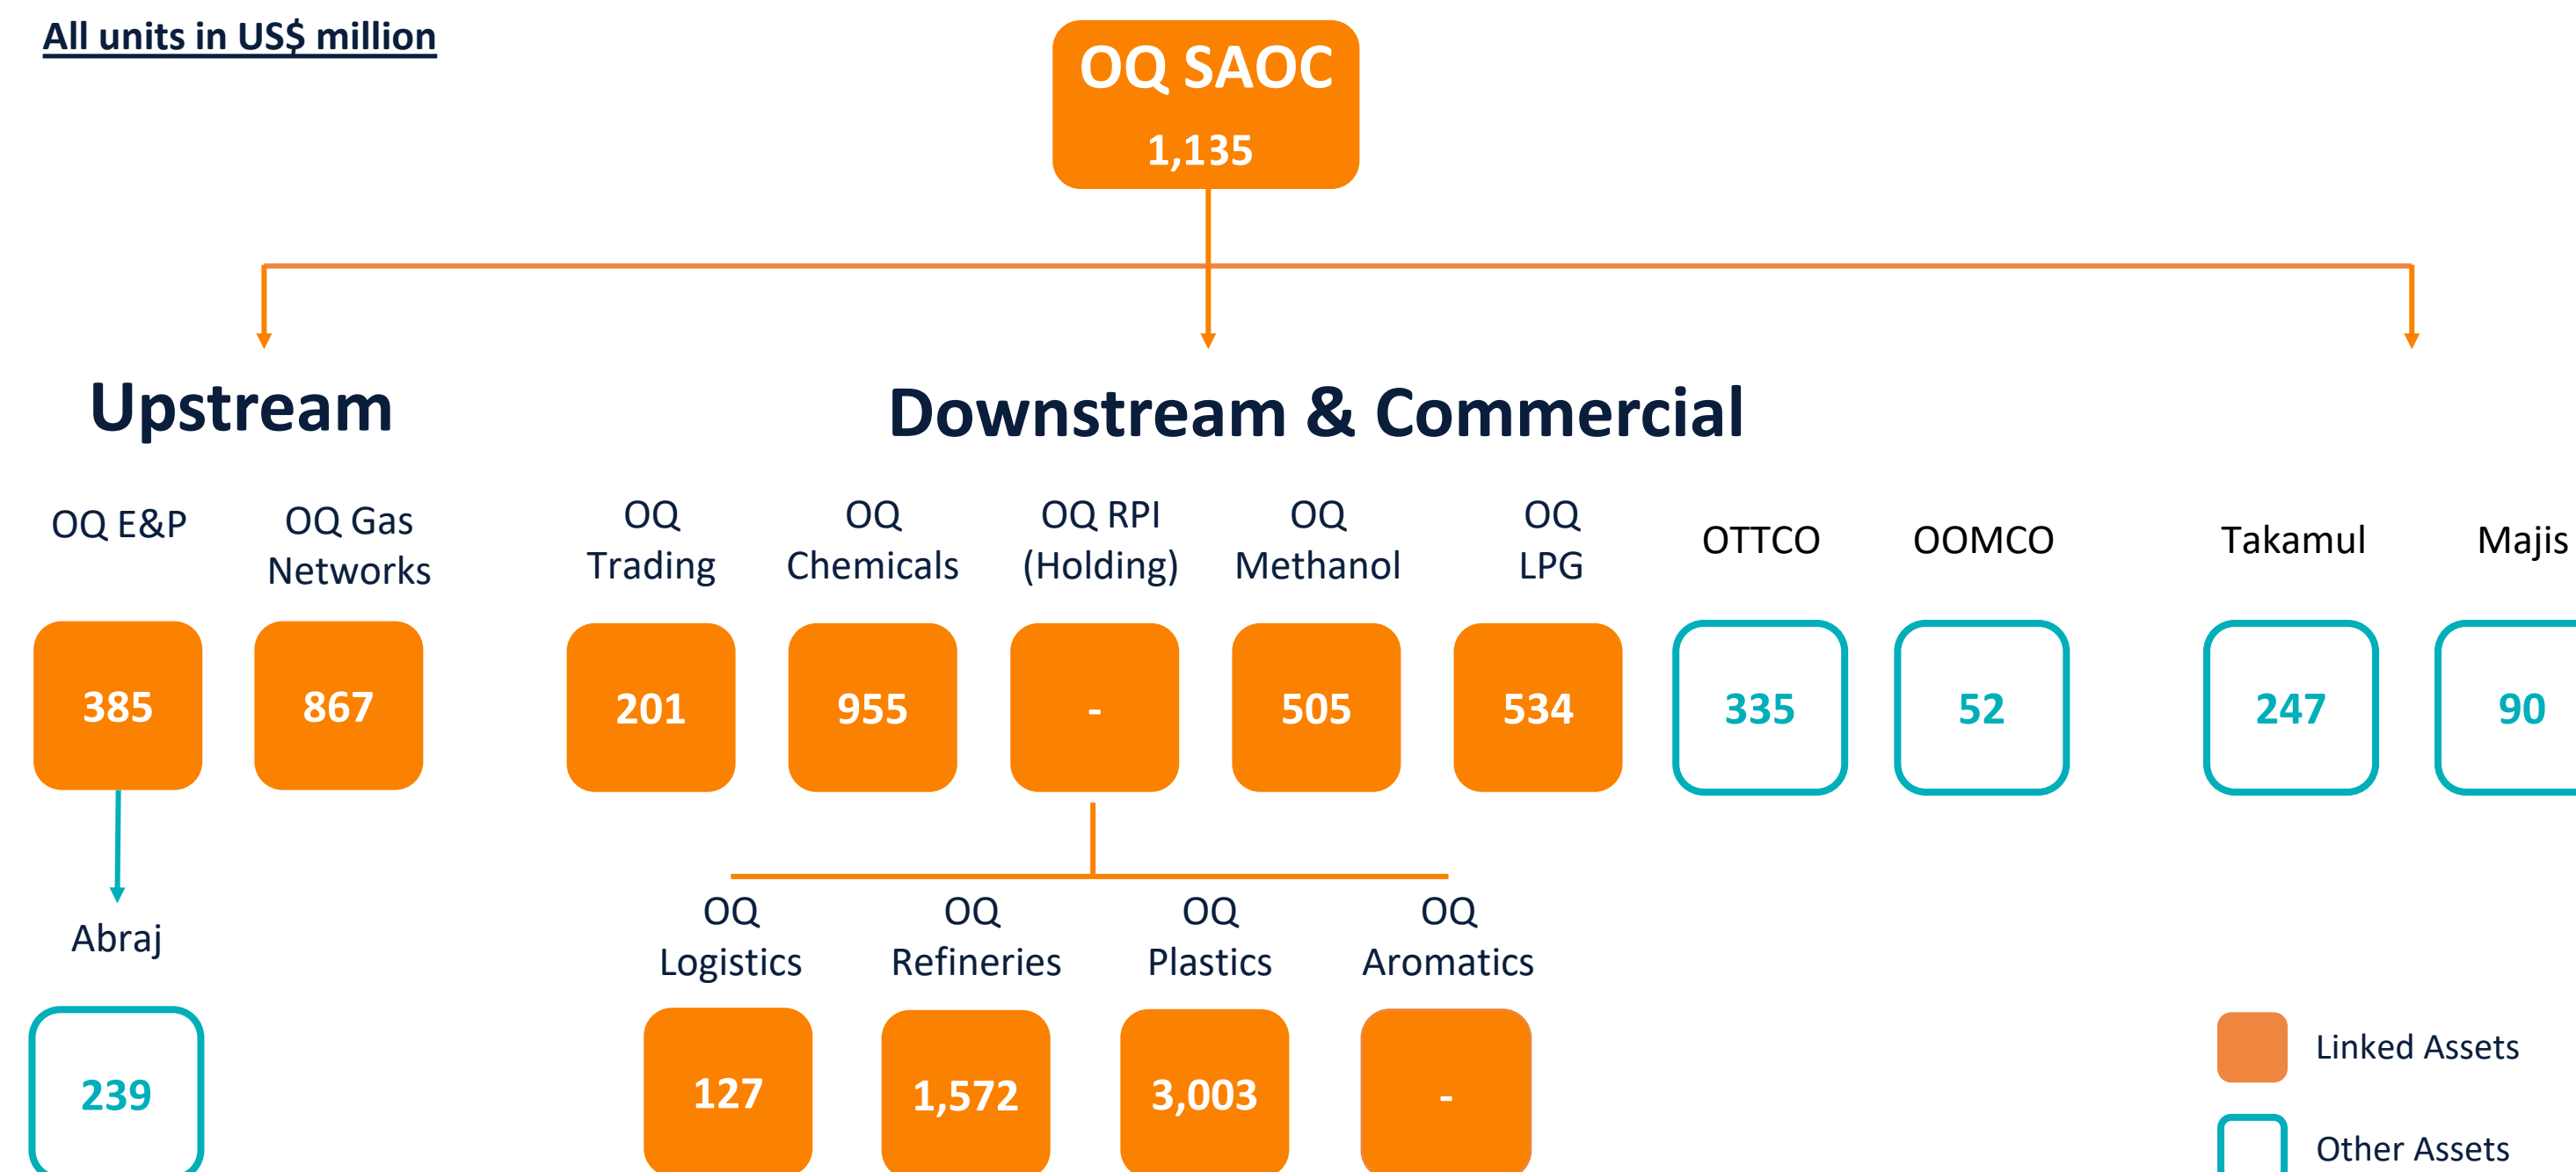 All units in US$ million
OQ SAOC
1,135
Upstream
Downstream & Commercial
OQ E&P
OQ Gas
Networks
OQ
Trading
OQ
Chemicals
OQ RPI
(Holding)
OQ
Methanol
OQ
LPG
OTTCO
OOMCO
Takamul
Majis
385
867
201
955
-
505
534
335
52
247
90
Abraj
OQ
Logistics
OQ
Refineries
OQ
Plastics
OQ
Aromatics
239
127
1,572
3,003
-
Linked Assets
Other Assets